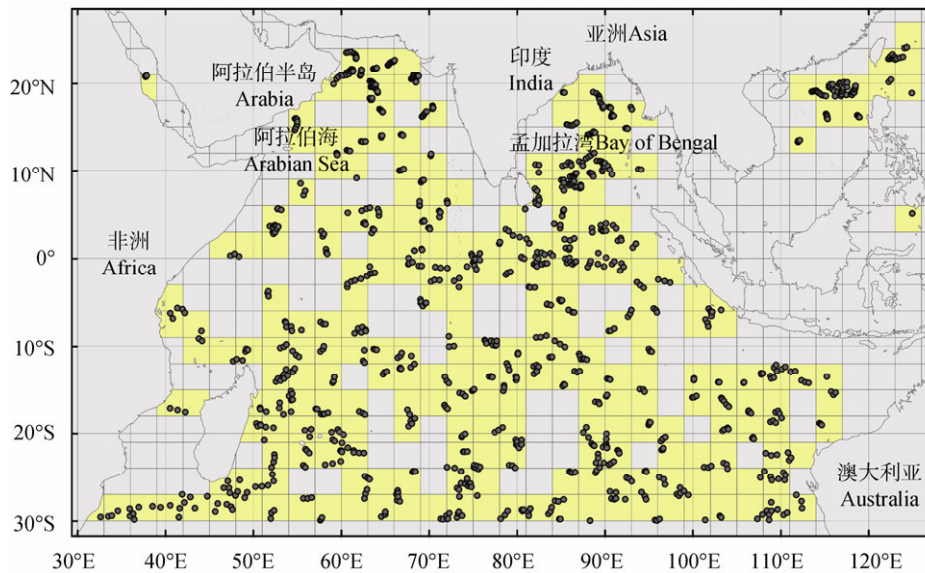 亚洲Asia
印度
India
20°N
阿拉伯半岛
Arabia
阿拉伯海
Arabian Sea
孟加拉湾Bay of Bengal
10°N
非洲
Africa
0°
10°S
20°S
澳大利亚
Australia
30°S
30°E
40°E
50°E
60°E
70°E
80°E
90°E
100°E
110°E
120°E